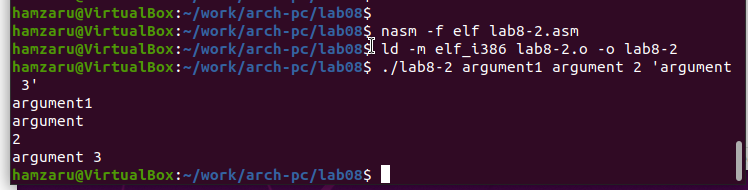 hamzaru@VirtualBox:~/work/arch-pc/lab08$
hamzaru@VirtualBox:~/work/arch-pc/lab08$ nasm -f elf lab8-2.asm
hamzaru@VirtualBox:~/work/arch-pc/lab08$ ld -m elf_i386 lab8-2.o -o lab8-2
hamzaru@VirtualBox:~/work/arch-pc/lab08$ ./lab8-2 argument1 argument 2 'argument
 3'
argument1
argument
2
argument 3
hamzaru@VirtualBox:~/work/arch-pc/lab08$